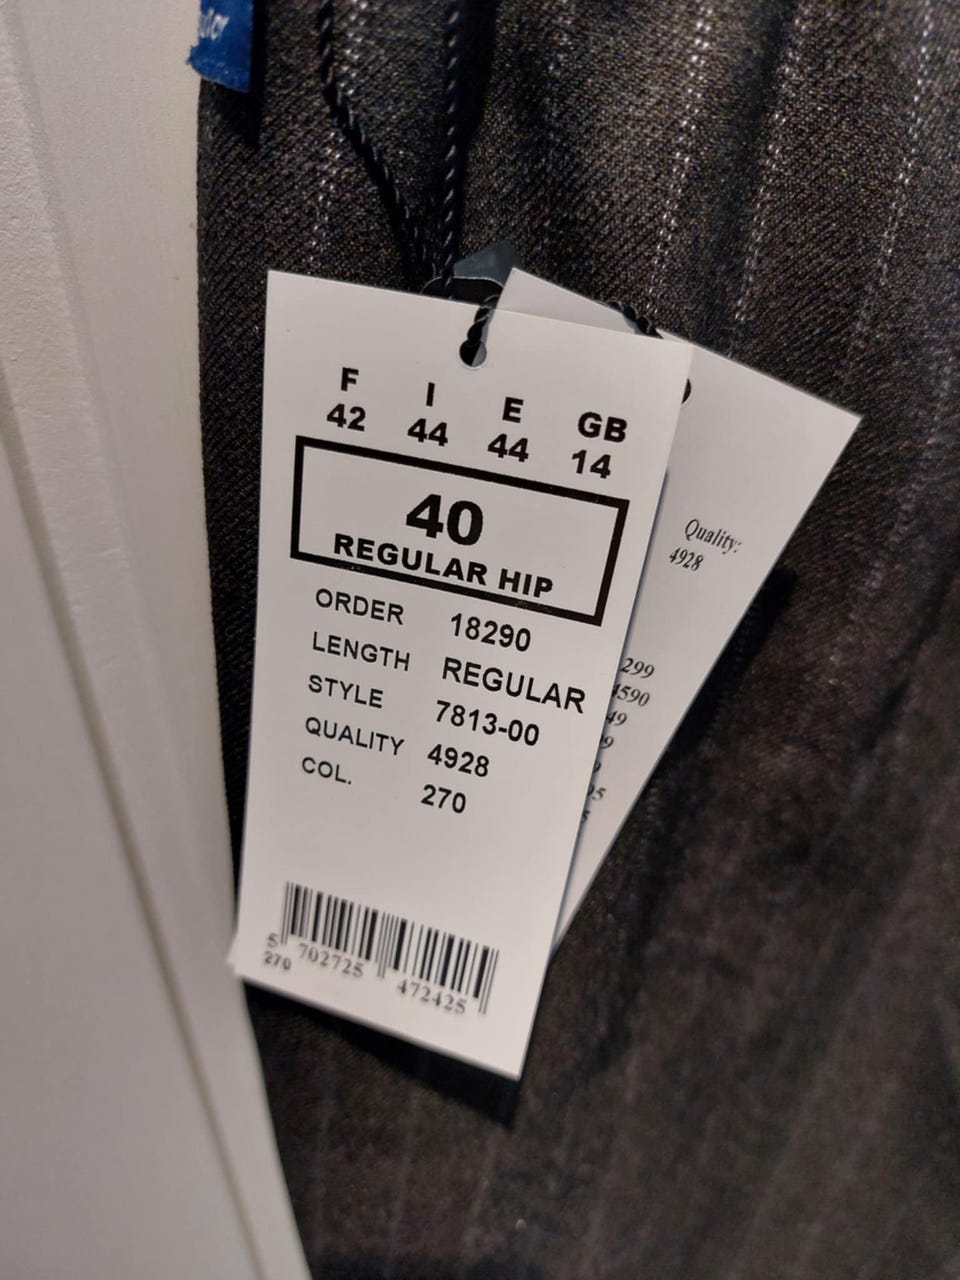 F I E GB
42 44 44 14
40
REGULAR HIP
ORDER 18290
LENGTH REGULAR
STYLE 7813-00
QUALITY 4928
COL. 270
5 702725 472425
270
Quality:
4928
299